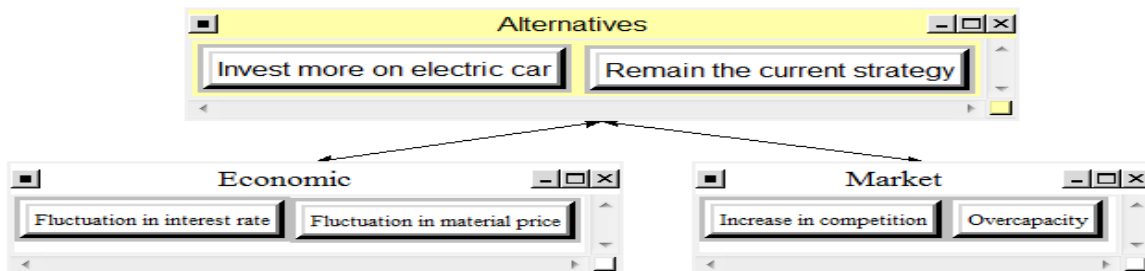 Alternatives
Invest more on electric car
Remain the current strategy
Economic
Fluctuation in interest rate
Fluctuation in material price
Market
Increase in competition
Overcapacity